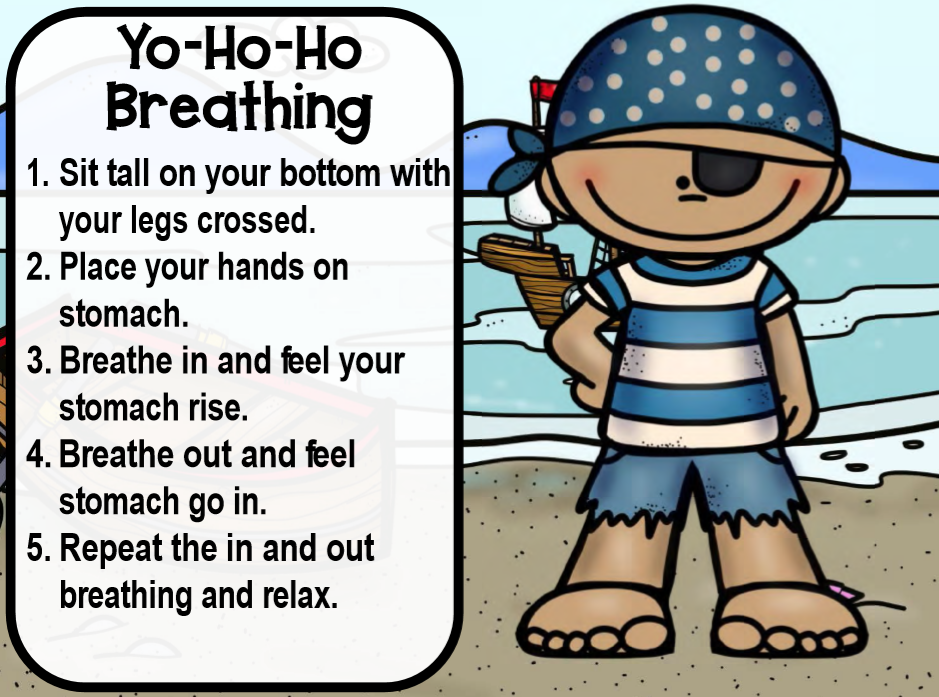 Yo-Ho-Ho
Breathing
1. Sit tall on your bottom with
your legs crossed.
2. Place your hands on
stomach.
3. Breathe in and feel your
stomach rise.
4. Breathe out and feel
stomach go in.
5. Repeat the in and out
breathing and relax.